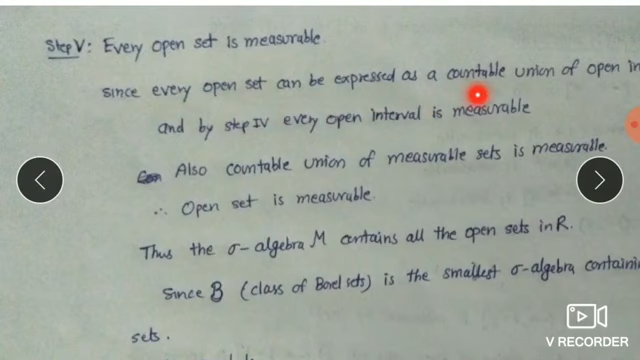 Step V: Every open set is measurable.
since every open set can be expressed as a countable union of open in
and by step IV every open interval is measurable
Also countable union of measurable sets is measuralle
∴ Open set is measurable.
Thus the σ-algebra M contains all the open sets in R.
since B (class of Borel sets) is the smallest σ-algebra containi
sets.
V RECORDER